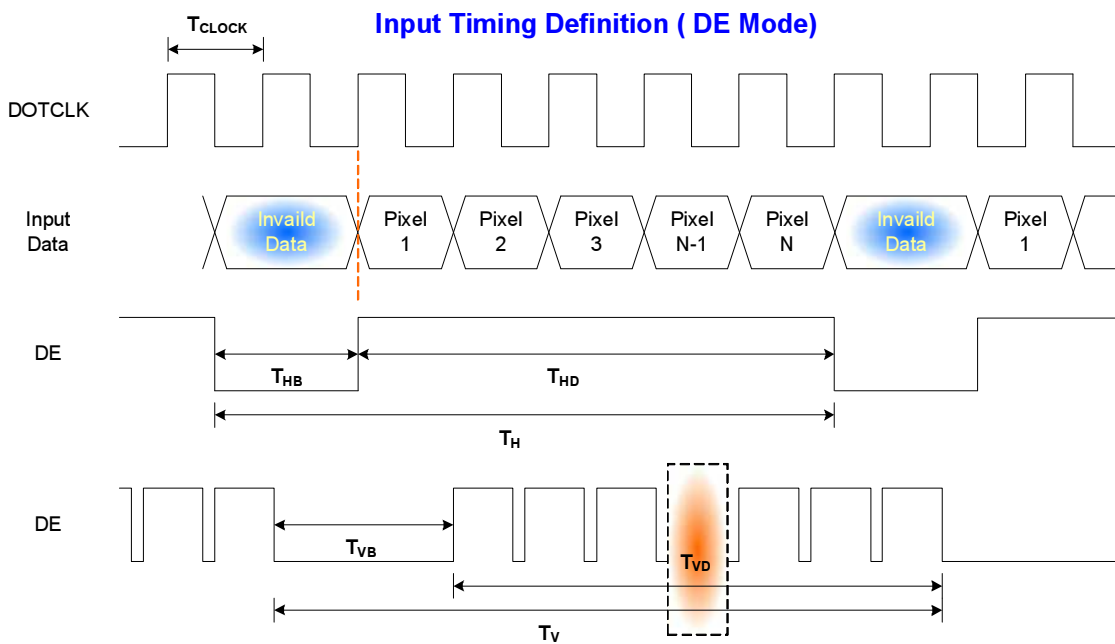 Input Timing Definition ( DE Mode)
TCLOCK
DOTCLK
Input
Data
Invaild
Data
Pixel
1
Pixel
2
Pixel
3
Pixel
N-1
Pixel
N
Invaild
Data
Pixel
1
DE
THB
THD
TH
DE
TVB
TVD
TV